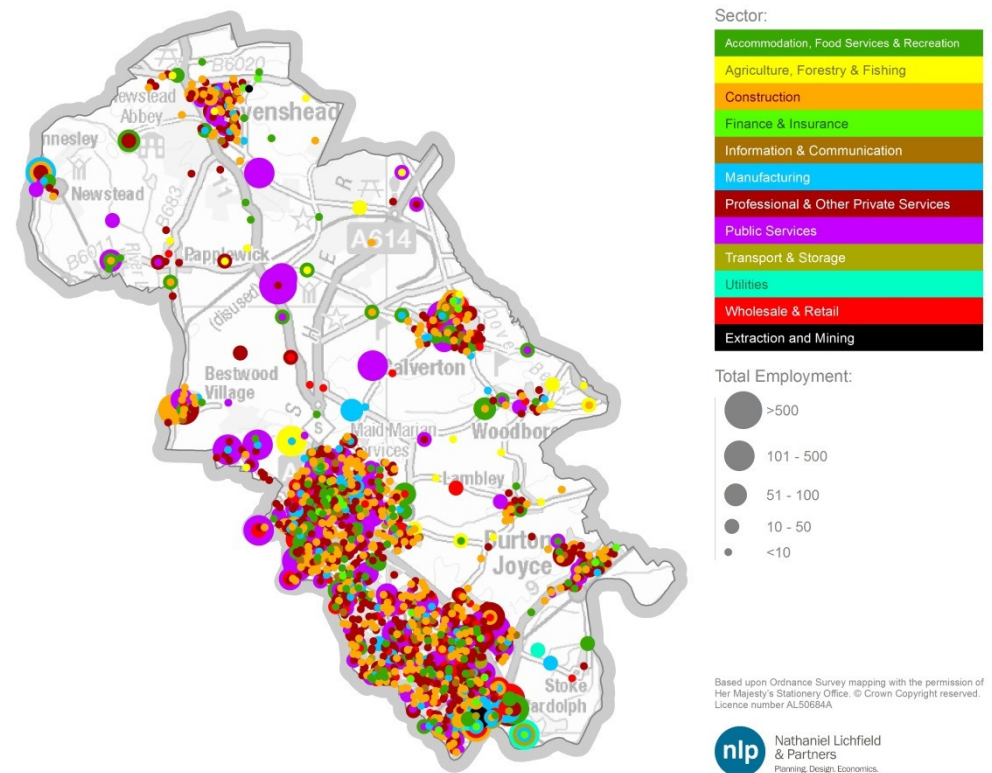 Sector:
Accommodation, Food Services & Recreation
Agriculture, Forestry & Fishing
Construction
Finance & Insurance
Information & Communication
Manufacturing
Professional & Other Private Services
Public Services
Transport & Storage
Utilities
Wholesale & Retail
Extraction and Mining
Total Employment:
>500
101 - 500
51 - 100
10 - 50
<10
B6020
Abbey
Newstead
B683
B6011
Papplewick
A614
(disused)
Bestwood
Village
Maid Marian
Lambley
Burton
Joyce
Stoke
S
Based upon Ordnance Survey mapping with the permission of
Her Majesty's Stationery Office. © Crown Copyright reserved.
Licence number AL50684A
nlp
Nathaniel Lichfield
& Partners
Planning. Design. Economics.